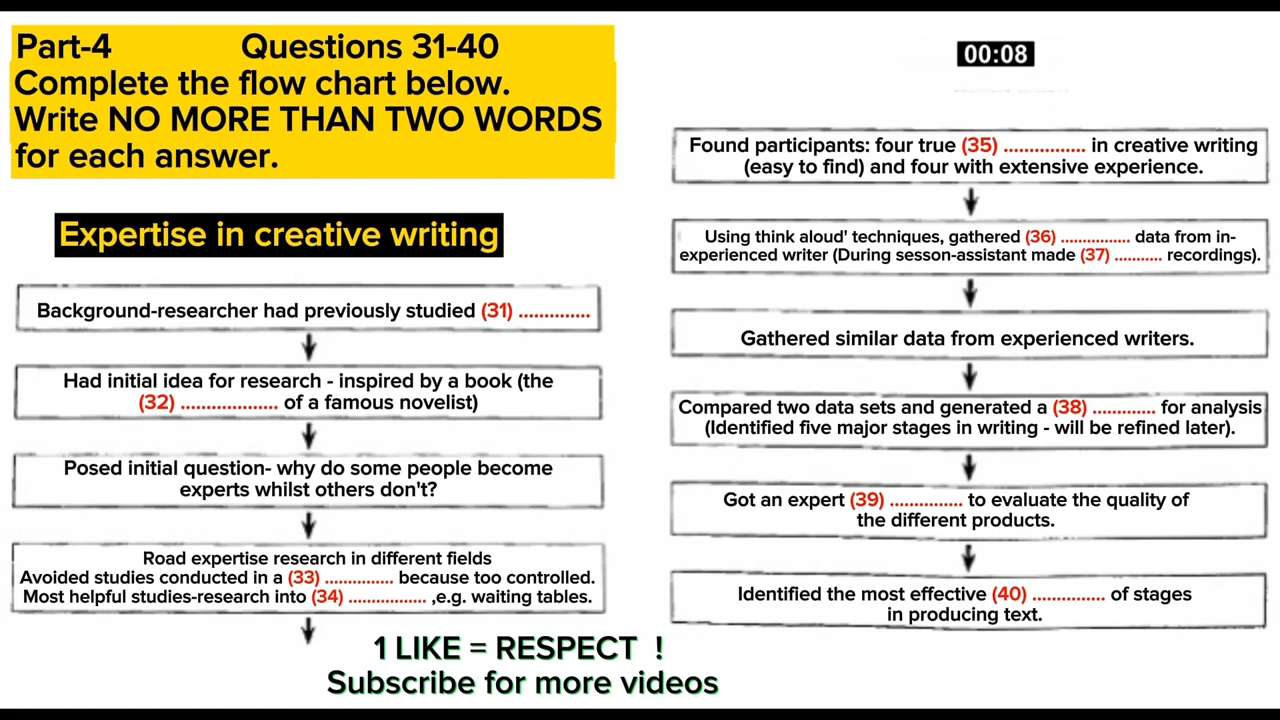 Part-4 Questions 31-40
Complete the flow chart below.
Write NO MORE THAN TWO WORDS
for each answer.
Expertise in creative writing
Background-researcher had previously studied (31) ..............
Had initial idea for research - inspired by a book (the
(32) ................... of a famous novelist)
Posed initial question- why do some people become
experts whilst others don't?
Road expertise research in different fields
Avoided studies conducted in a (33) .............. because too controlled.
Most helpful studies-research into (34) ................ ,e.g. waiting tables.
00:08
Found participants: four true (35) ................ in creative writing
(easy to find) and four with extensive experience.
Using think aloud' techniques, gathered (36) ................ data from in-
experienced writer (During sesson-assistant made (37) ........... recordings).
Gathered similar data from experienced writers.
Compared two data sets and generated a (38) ............. for analysis
(Identified five major stages in writing - will be refined later).
Got an expert (39) ............... to evaluate the quality of
the different products.
Identified the most effective (40) ............... of stages
in producing text.
1 LIKE = RESPECT !
Subscribe for more videos